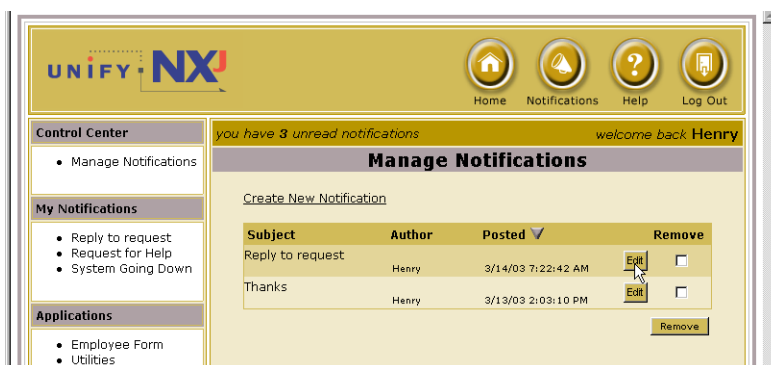 UNiFY NXJ
Home Notifications Help Log Out
Control Center
you have 3 unread notifications welcome back Henry
• Manage Notifications
Manage Notifications
Create New Notification
My Notifications
• Reply to request
• Request for Help
• System Going Down
Subject Author Posted Remove
Reply to request Henry 3/14/03 7:22:42 AM Edit
Thanks Henry 3/13/03 2:03:10 PM Edit
Remove
Applications
• Employee Form
• Utilities